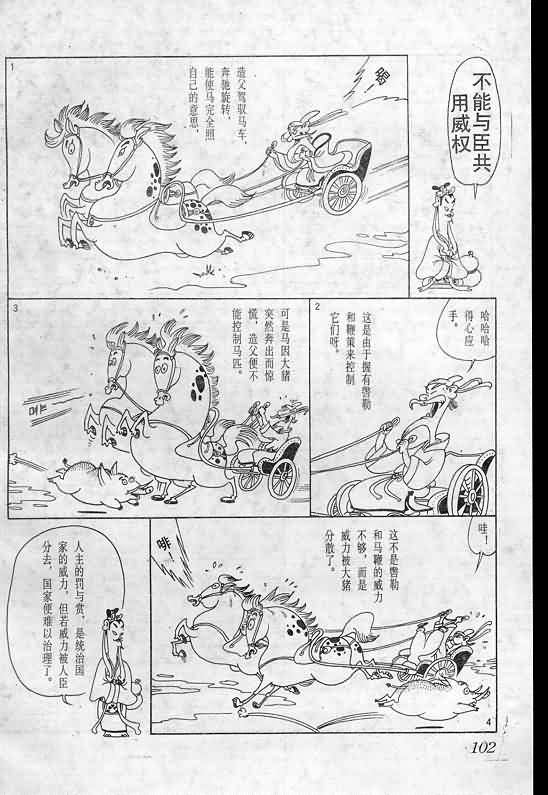 不能与臣共
用威权
1
造父驾驭马车,
奔驰旋转,
能使马完全照
自己的意思,
2
哈哈哈
得心应
手。
这是由于握有辔勒
和鞭策来控制
它们呀。
3
可是马因大猪
突然奔出而惊
慌,造父便不
能控制马匹。
咩
4
哇!
这不是辔勒
和马鞭的威力
不够,而是
威力被大猪
分散了。
啡
人主的罚与赏,是统治国
家的威力,但若威力被人臣
分去,国家便难以治理了。
102